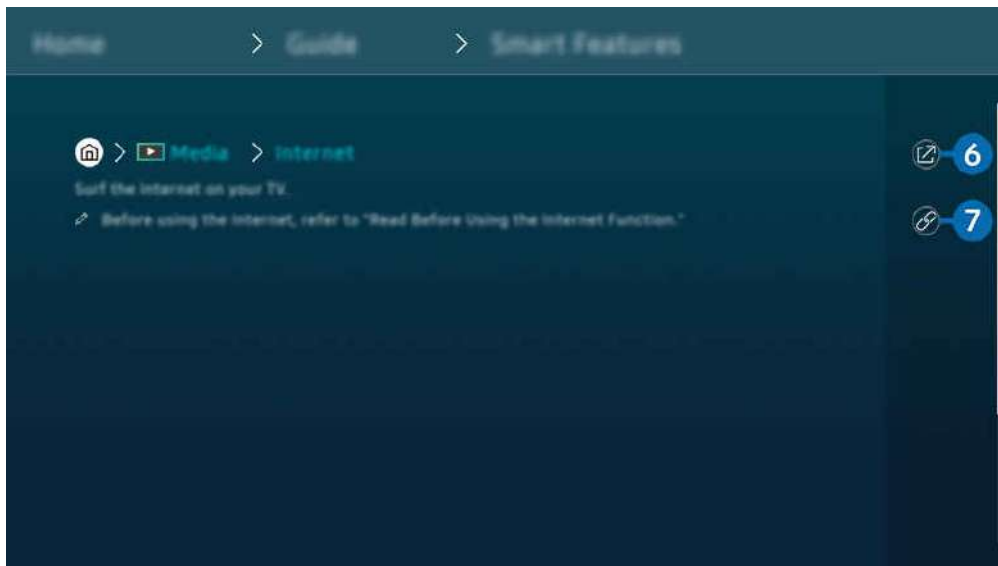 Home > Guide > Smart Features
> Media > Internet
Surf the Internet on your TV.
Before using the Internet, refer to "Read Before Using the Internet Function."
6
7